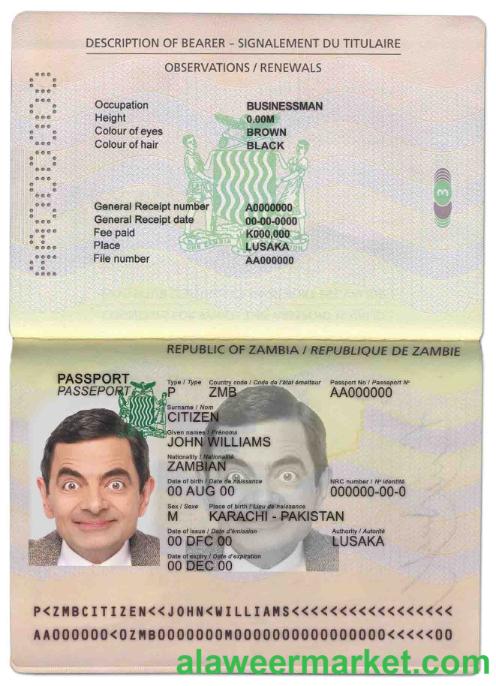 DESCRIPTION OF BEARER - SIGNALEMENT DU TITULAIRE
OBSERVATIONS / RENEWALS
Occupation BUSINESSMAN
Height 0.00M
Colour of eyes BROWN
Colour of hair BLACK
General Receipt number A0000000
General Receipt date 00-00-0000
Fee paid K000,000
Place LUSAKA
File number AA000000
3
REPUBLIC OF ZAMBIA / REPUBLIQUE DE ZAMBIE
PASSPORT
PASSEPORT
Type / Type Country code / Code de l'état émetteur Passport No / Passeport Nº
P ZMB AA000000
Surname / Nom
CITIZEN
Given names / Prénoms
JOHN WILLIAMS
Nationality / Nationalité
ZAMBIAN
Date of birth / Date de naissance NRC number / Nº identité
00 AUG 00 000000-00-0
Sex / Sexe Place of birth / Lieu de naissance
M KARACHI - PAKISTAN
Date of issue / Date d'émission Authority / Autorité
00 DFC 00 LUSAKA
Date of expiry / Date d'expiration
00 DEC 00
P<ZMBCITIZEN<<JOHN<WILLIAMS<<<<<<<<<<<<<<<<<
AA000000<0ZMB0000000M0000000000000000<<<<<00
alaweermarket.com